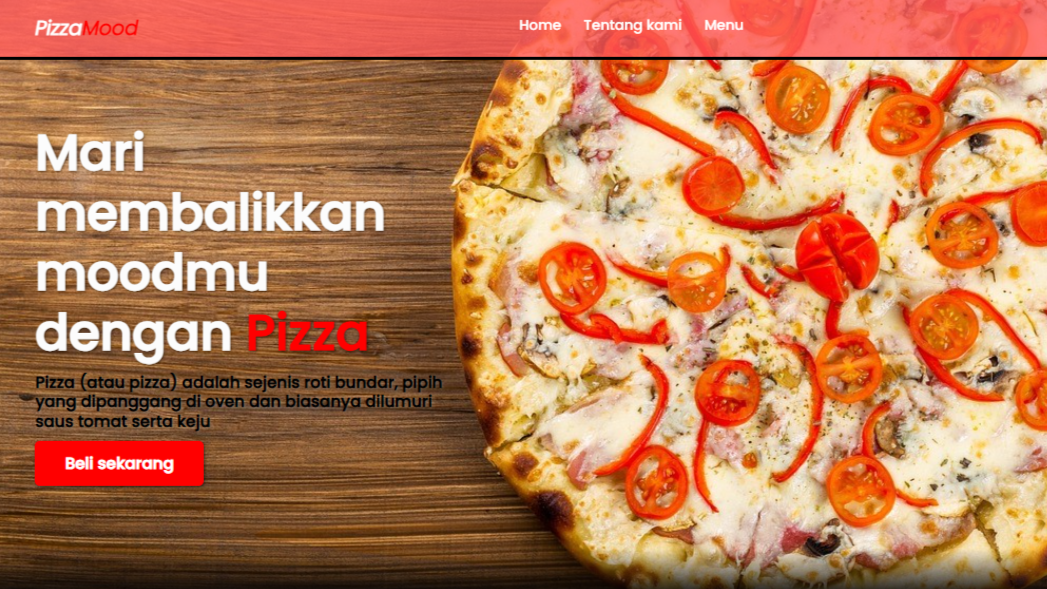 PizzaMood
Home Tentang kami Menu
Mari
membalikkan
moodmu
dengan Pizza
Pizza (atau pizza) adalah sejenis roti bundar, pipih
yang dipanggang di oven dan biasanya dilumuri
saus tomat serta keju
Beli sekarang